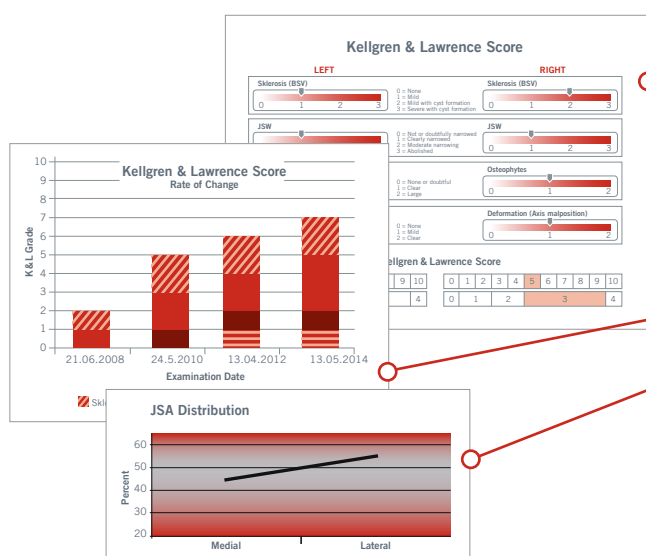 Kellgren & Lawrence Score
LEFT
RIGHT
Sklerosis (BSV)
0 1 2 3
0 = None
1 = Mild
2 = Mild with cyst formation
3 = Severe with cyst formation
Sklerosis (BSV)
0 1 2 3
JSW
0 = Not or doubtfully narrowed
1 = Clearly narrowed
2 = Moderate narrowing
3 = Abolished
JSW
0 1 2 3
0 = None or doubtful
1 = Clear
2 = Large
Osteophytes
0 1 2
0 = None
1 = Mild
2 = Clear
Deformation (Axis malposition)
0 1 2
ellgren & Lawrence Score
9 10
0 1 2 3 4 5 6 7 8 9 10
4
0 1 2 3 4
Kellgren & Lawrence Score
Rate of Change
K & L Grade
10
9
8
7
6
5
4
3
2
1
0
21.06.2008 24.5.2010 13.04.2012 13.05.2014
Examination Date
Skl
JSA Distribution
Percent
60
50
40
30
20
Medial Lateral